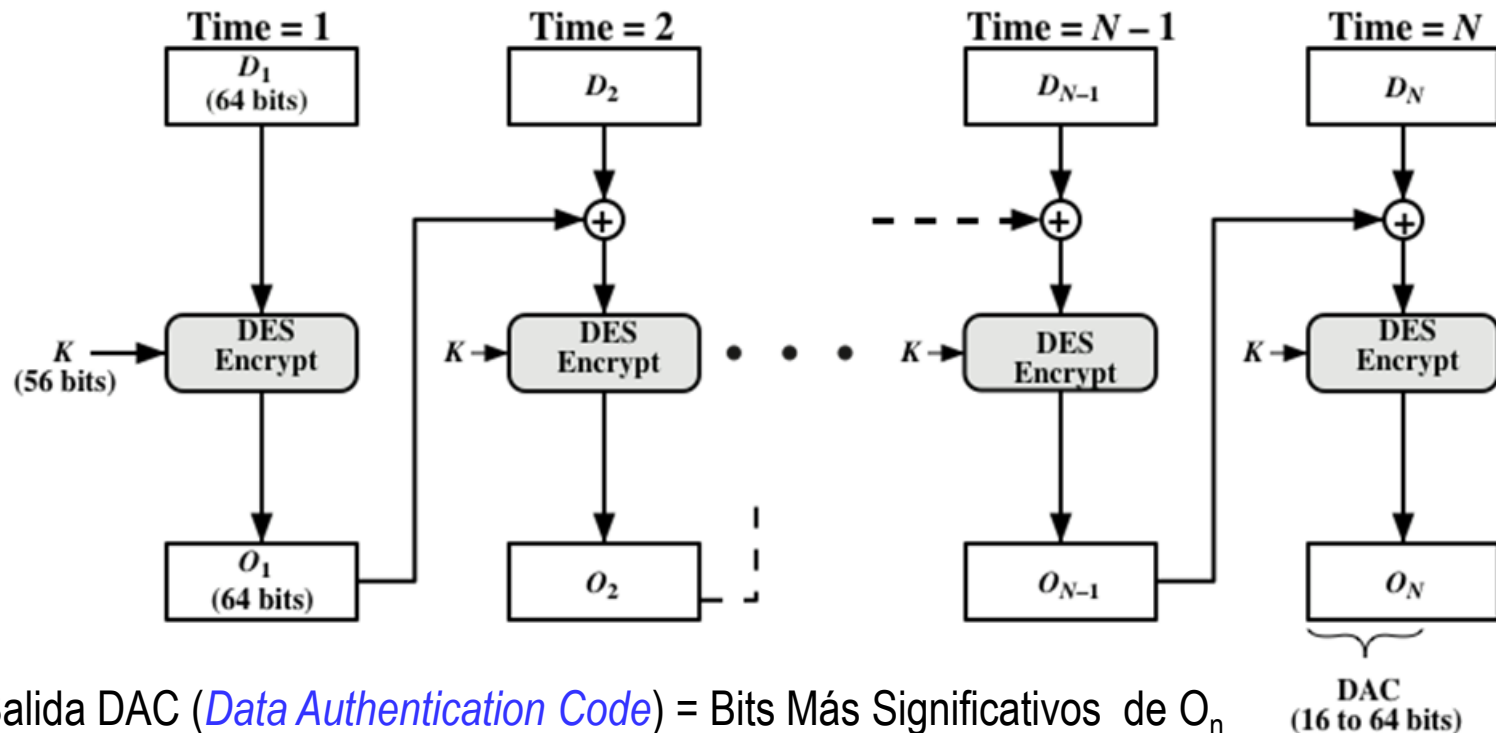 Time = 1 Time = 2 Time = N – 1 Time = N
D1 D2 DN–1 DN
(64 bits)
+ + +
DES DES DES DES
Encrypt Encrypt Encrypt Encrypt
K K • • • K K
(56 bits)
O1 O2 ON–1 ON
(64 bits)
DAC
(16 to 64 bits)
alida DAC (Data Authentication Code) = Bits Más Significativos de On